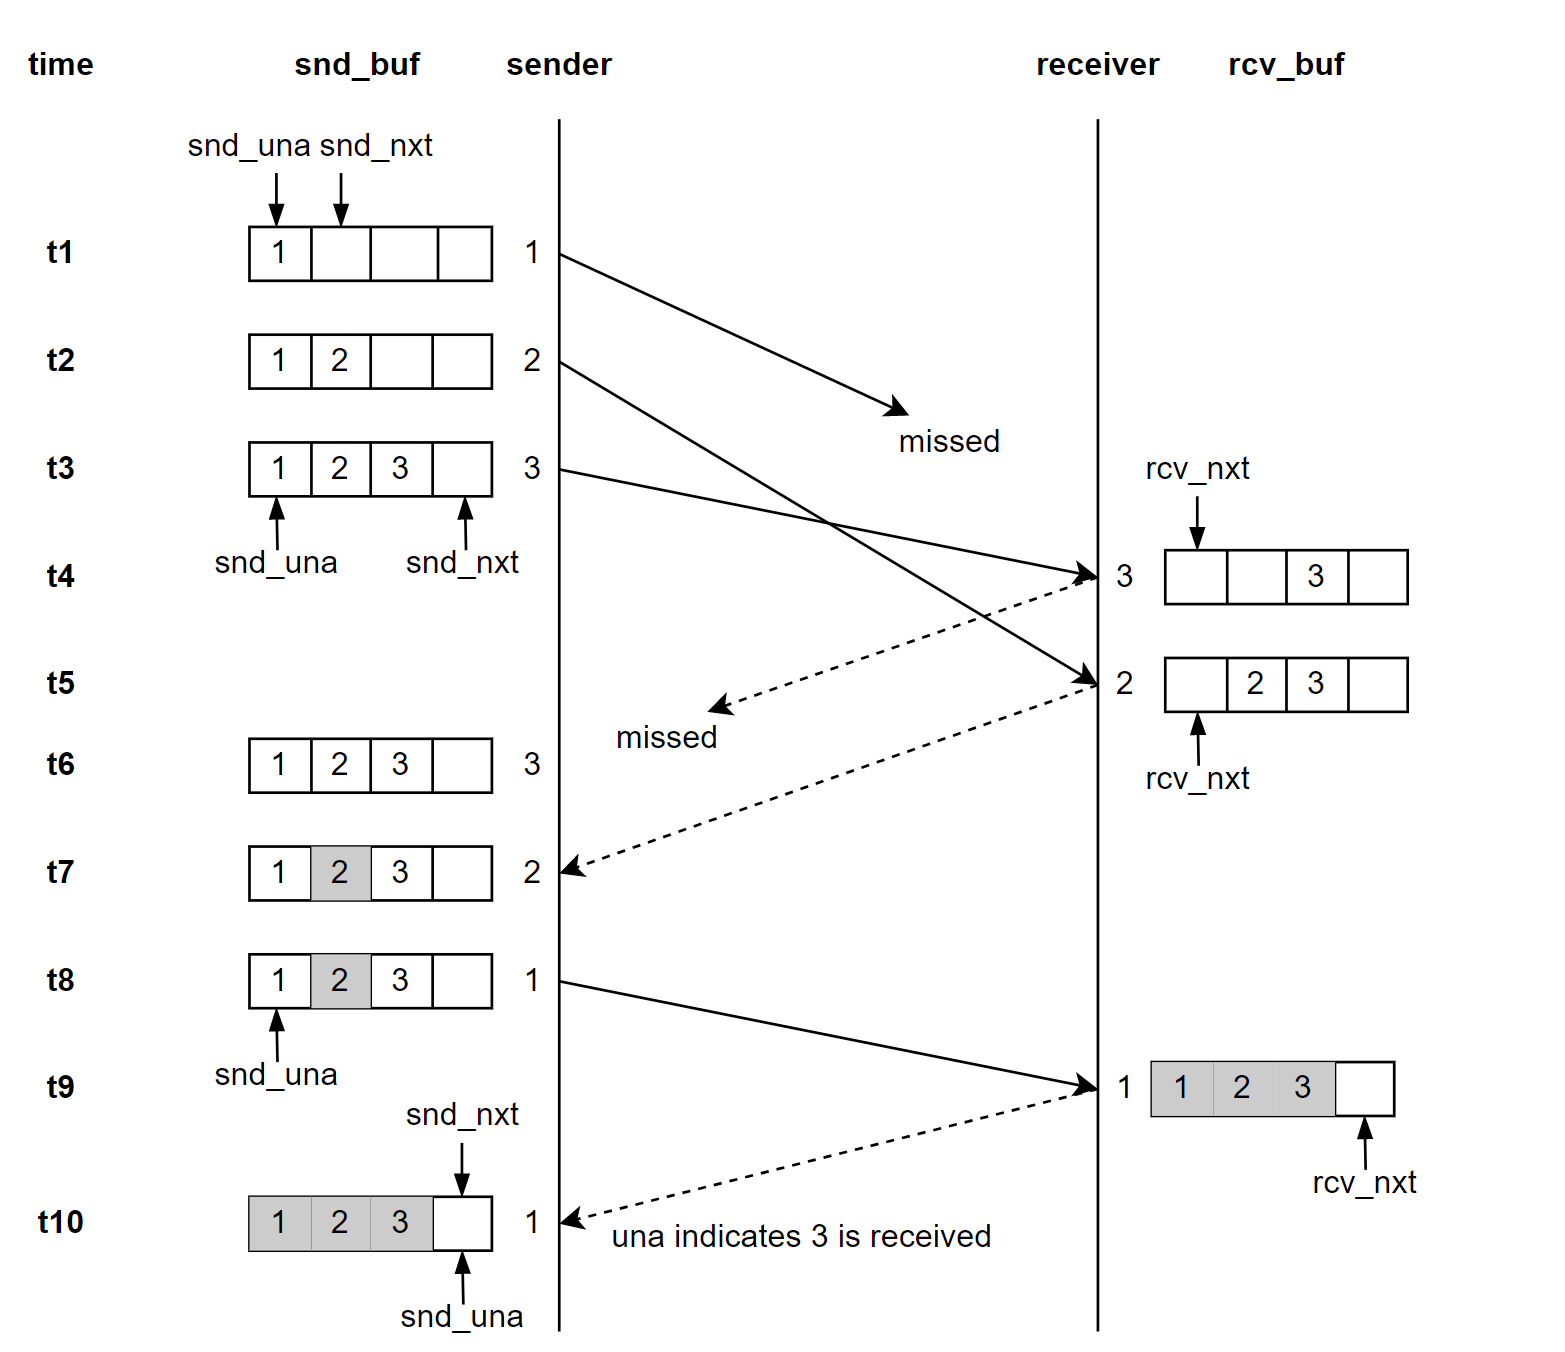 time snd_buf sender receiver rcv_buf
snd_una snd_nxt
t1 1 1
t2 1 2 2
missed
t3 1 2 3 3
rcv_nxt
snd_una snd_nxt
t4 3 3
t5 2 2 3
missed
t6 1 2 3 3
rcv_nxt
t7 1 2 3 2
t8 1 2 3 1
snd_una
t9 1 1 2 3
snd_nxt
rcv_nxt
t10 1 2 3 1
una indicates 3 is received
snd_una